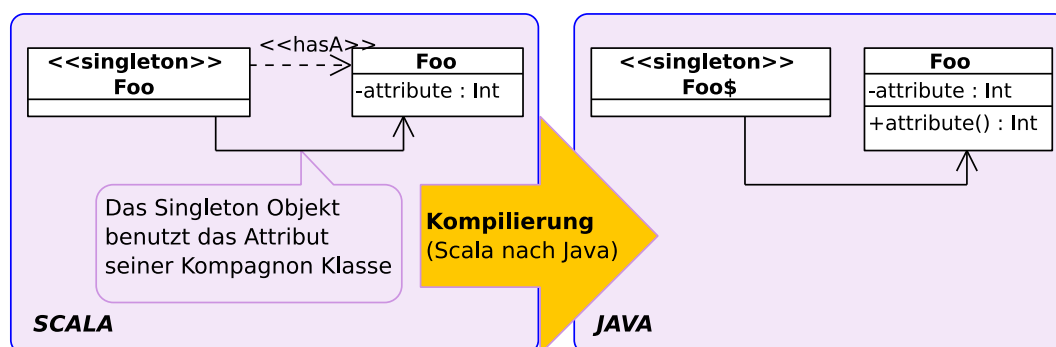 <<hasA>>
<<singleton>>
Foo
Foo
-attribute : Int
Das Singleton Objekt
benutzt das Attribut
seiner Kompagnon Klasse
SCALA
Kompilierung
(Scala nach Java)
<<singleton>>
Foo$
Foo
-attribute : Int
+attribute() : Int
JAVA